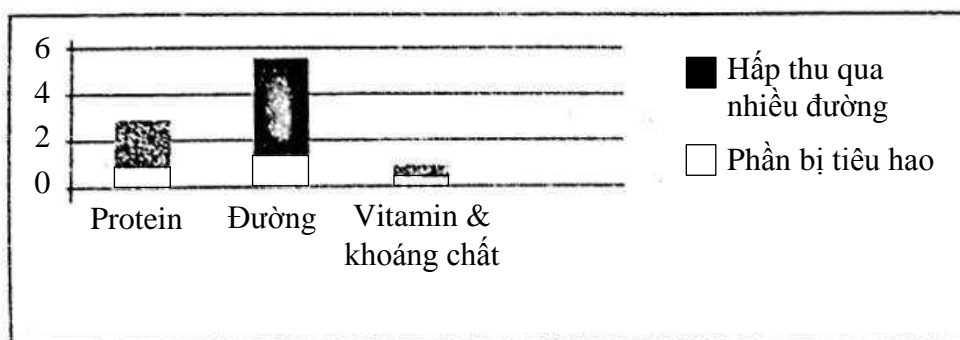 6
4
2
0
Protein
Đường
Vitamin &
khoáng chất
Hấp thu qua
nhiều đường
Phần bị tiêu hao